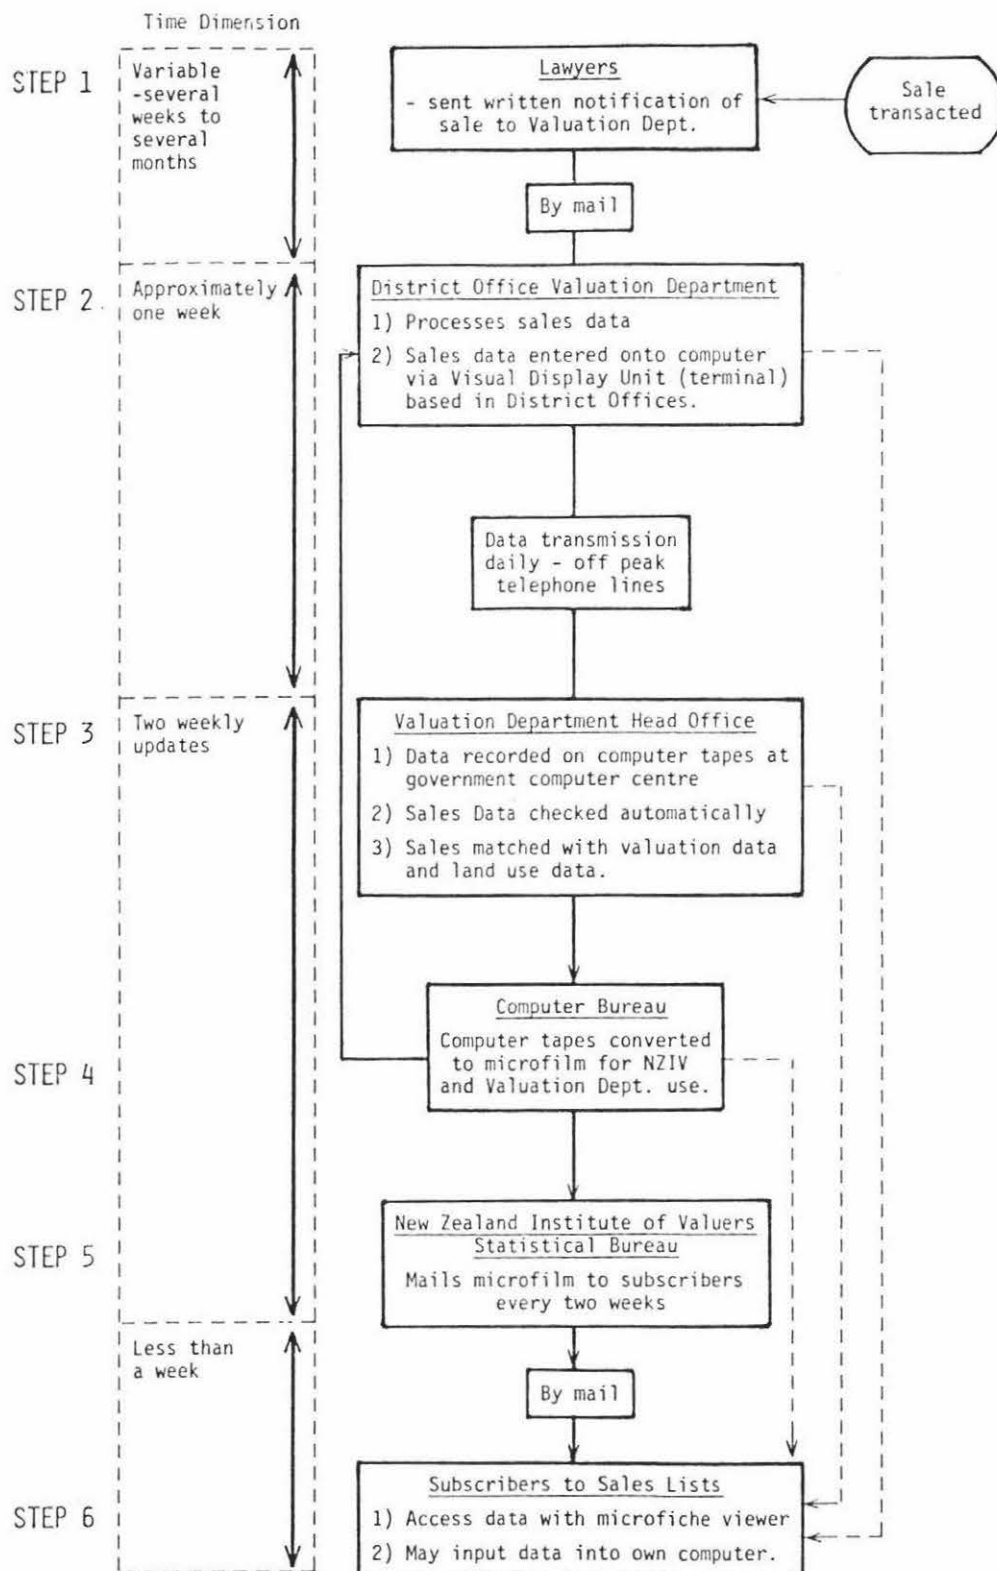 Time Dimension
STEP 1
Variable
-several
weeks to
several
months
Lawyers
- sent written notification of
sale to Valuation Dept.
Sale
transacted
By mail
STEP 2
Approximately
one week
District Office Valuation Department
1) Processes sales data
2) Sales data entered onto computer
via Visual Display Unit (terminal)
based in District Offices.
Data transmission
daily - off peak
telephone lines
STEP 3
Two weekly
updates
Valuation Department Head Office
1) Data recorded on computer tapes at
government computer centre
2) Sales Data checked automatically
3) Sales matched with valuation data
and land use data.
STEP 4
Computer Bureau
Computer tapes converted
to microfilm for NZIV
and Valuation Dept. use.
STEP 5
New Zealand Institute of Valuers
Statistical Bureau
Mails microfilm to subscribers
every two weeks
Less than
a week
By mail
STEP 6
Subscribers to Sales Lists
1) Access data with microfiche viewer
2) May input data into own computer.